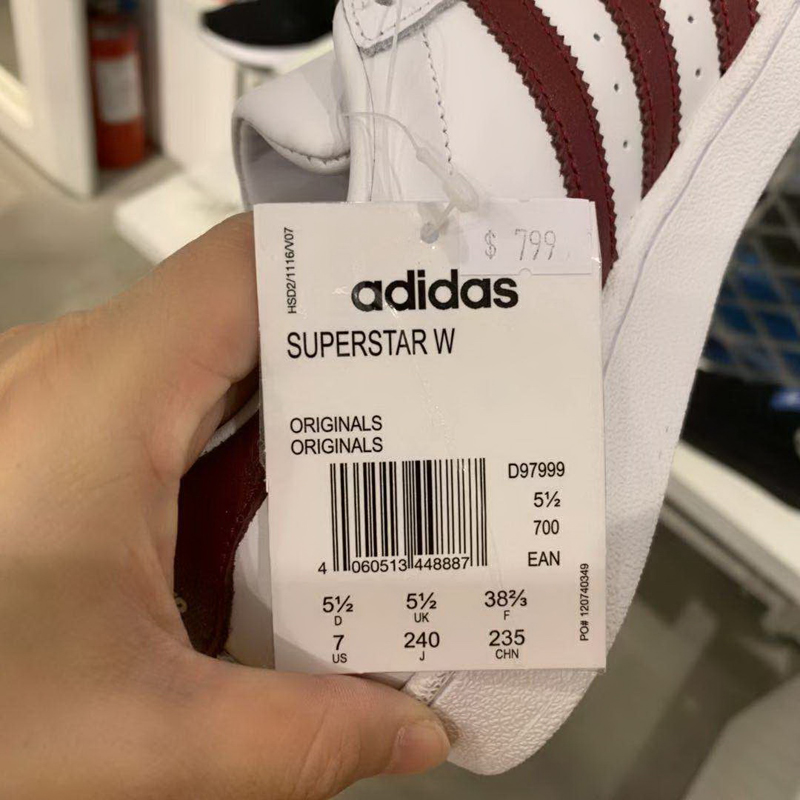 $ 799
HSD2/1116/V07
adidas
SUPERSTAR W
ORIGINALS
ORIGINALS
D97999
5½
700
EAN
4 060513 448887
5½ 5½ 38⅔
D UK F
7 240 235
US J CHN
PO# 120740349